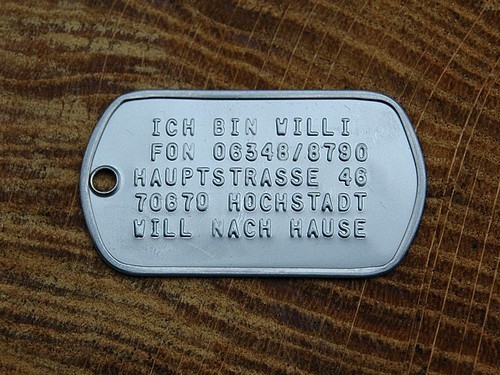 ICH BIN WILLI
FON 06348/8790
HAUPTSTRASSE 46
70670 HOCHSTADT
WILL NACH HAUSE